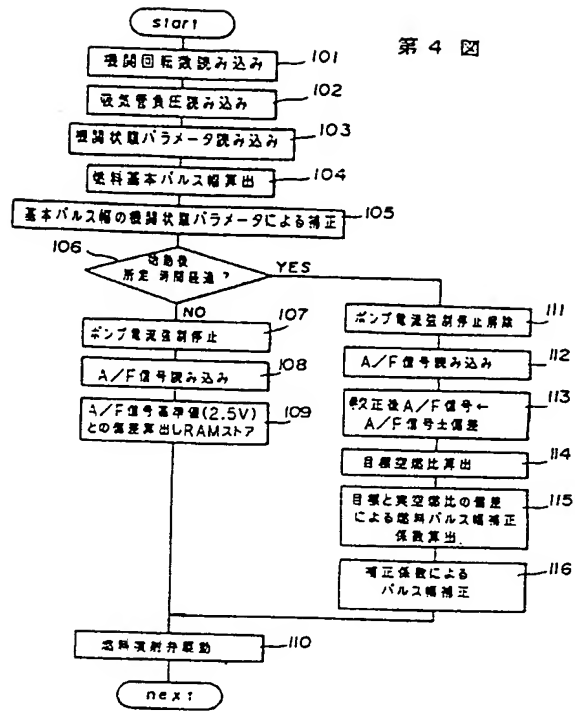 第4図
start
機関回転数読み込み
101
吸気管負圧読み込み
102
機関状態パラメータ読み込み
103
燃料基本パルス幅算出
104
基本パルス幅の機関状態パラメータによる補正
105
106
始動後
所定時間経過?
YES
NO
ポンプ電流強制停止
107
A/F信号読み込み
108
A/F信号基準値(2.5V)
との偏差算出しRAMストア
109
ポンプ電流強制停止解除
111
A/F信号読み込み
112
修正後A/F信号←
A/F信号±偏差
113
目標空燃比算出
114
目標と実空燃比の偏差
による燃料パルス幅補正
係数算出
115
補正係数による
パルス幅補正
116
燃料噴射弁駆動
110
next